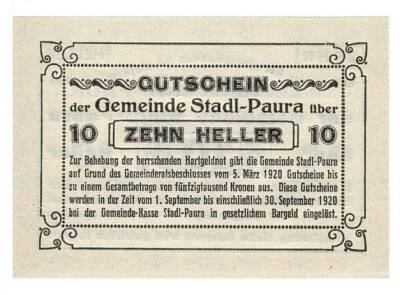 GUTSCHEIN
der Gemeinde Stadl-Paura über
10 ZEHN HELLER 10
Zur Behebung der herrschenden Hartgeldnot gibt die Gemeinde Stadl-Paura
auf Grund des Gemeinderatsbeschlusses vom 5. März 1920 Gutscheine bis
zu einem Gesamtbetrage von fünfzigtausend Kronen aus. Diese Gutscheine
werden in der Zeit vom 1. September bis einschließlich 30. September 1920
bei der Gemeinde-Kasse Stadl-Paura in gesetzlichem Bargeld eingelöst.